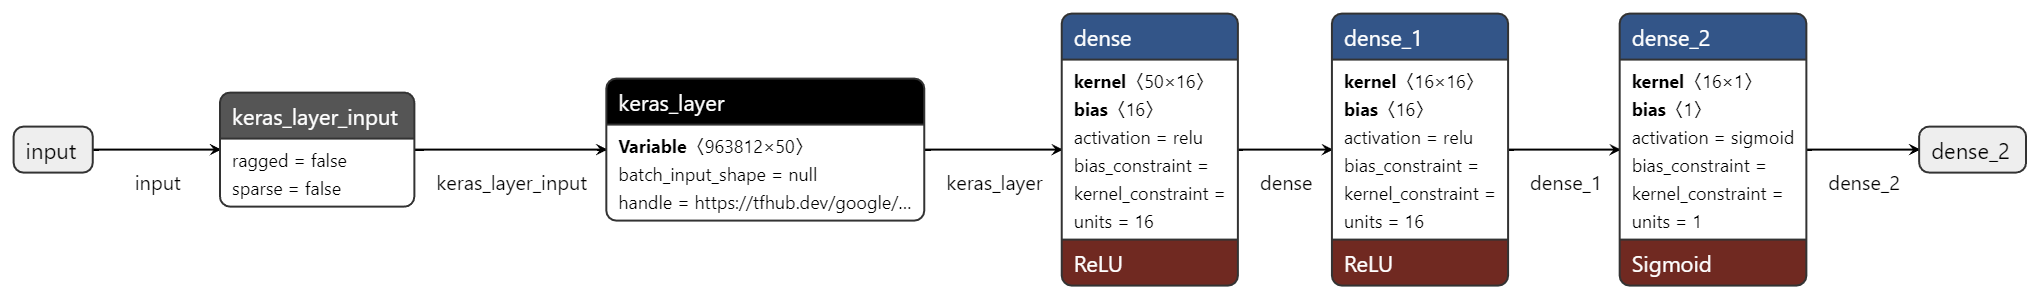 input
input
keras_layer_input
ragged = false
sparse = false
keras_layer_input
keras_layer
Variable〈963812×50〉
batch_input_shape = null
handle = https://tfhub.dev/google/...
keras_layer
dense
kernel〈50×16〉
bias〈16〉
activation = relu
bias_constraint =
kernel_constraint =
units = 16
ReLU
dense
dense_1
kernel〈16×16〉
bias〈16〉
activation = relu
bias_constraint =
kernel_constraint =
units = 16
ReLU
dense_1
dense_2
kernel〈16×1〉
bias〈1〉
activation = sigmoid
bias_constraint =
kernel_constraint =
units = 1
Sigmoid
dense_2
dense_2